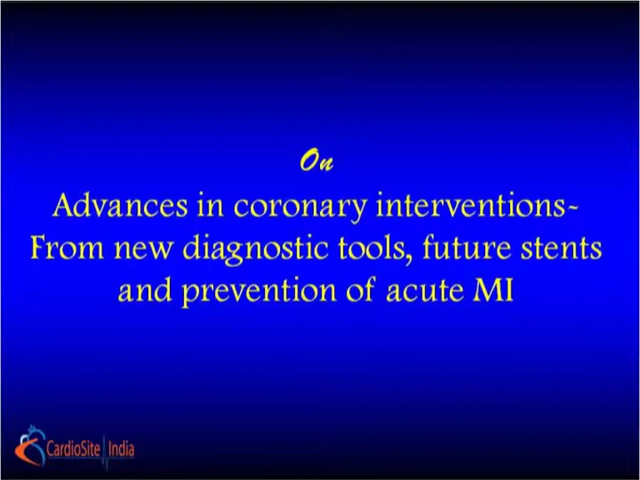 On
Advances in coronary interventions-
From new diagnostic tools, future stents
and prevention of acute MI
CardioSite India